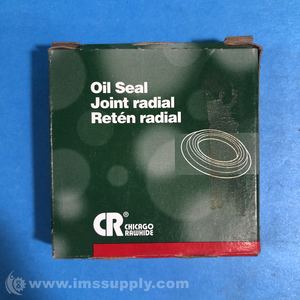 Oil Seal
Joint radial
Retén radial
CR®
CHICAGO
RAWHIDE
© www.imssupply.com